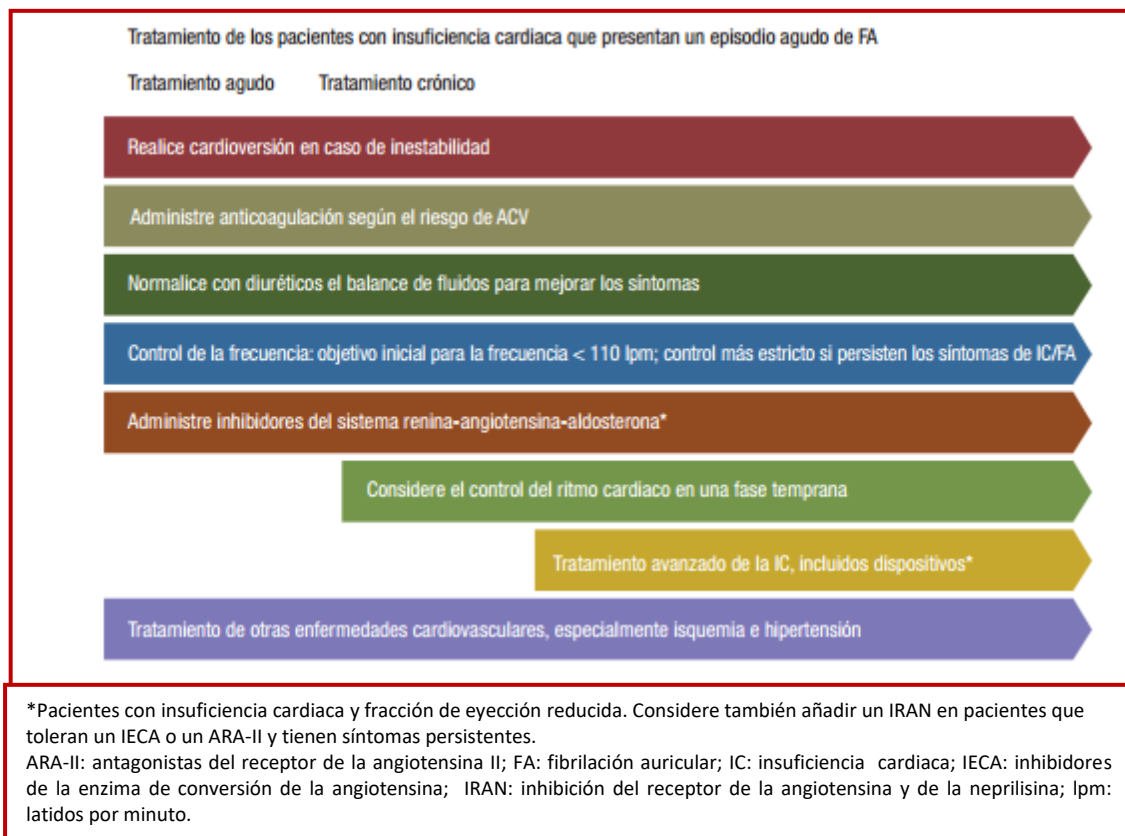 Tratamiento de los pacientes con insuficiencia cardiaca que presentan un episodio agudo de FA
Tratamiento agudo Tratamiento crónico
Realice cardioversión en caso de inestabilidad
Administre anticoagulación según el riesgo de ACV
Normalice con diuréticos el balance de fluidos para mejorar los síntomas
Control de la frecuencia: objetivo inicial para la frecuencia < 110 lpm; control más estricto si persisten los síntomas de IC/FA
Administre inhibidores del sistema renina-angiotensina-aldosterona*
Considere el control del ritmo cardiaco en una fase temprana
Tratamiento avanzado de la IC, incluidos dispositivos*
Tratamiento de otras enfermedades cardiovasculares, especialmente isquemia e hipertensión
*Pacientes con insuficiencia cardiaca y fracción de eyección reducida. Considere también añadir un IRAN en pacientes que
toleran un IECA o un ARA-II y tienen síntomas persistentes.
ARA-II: antagonistas del receptor de la angiotensina II; FA: fibrilación auricular; IC: insuficiencia cardiaca; IECA: inhibidores
de la enzima de conversión de la angiotensina; IRAN: inhibición del receptor de la angiotensina y de la neprilisina; lpm:
latidos por minuto.